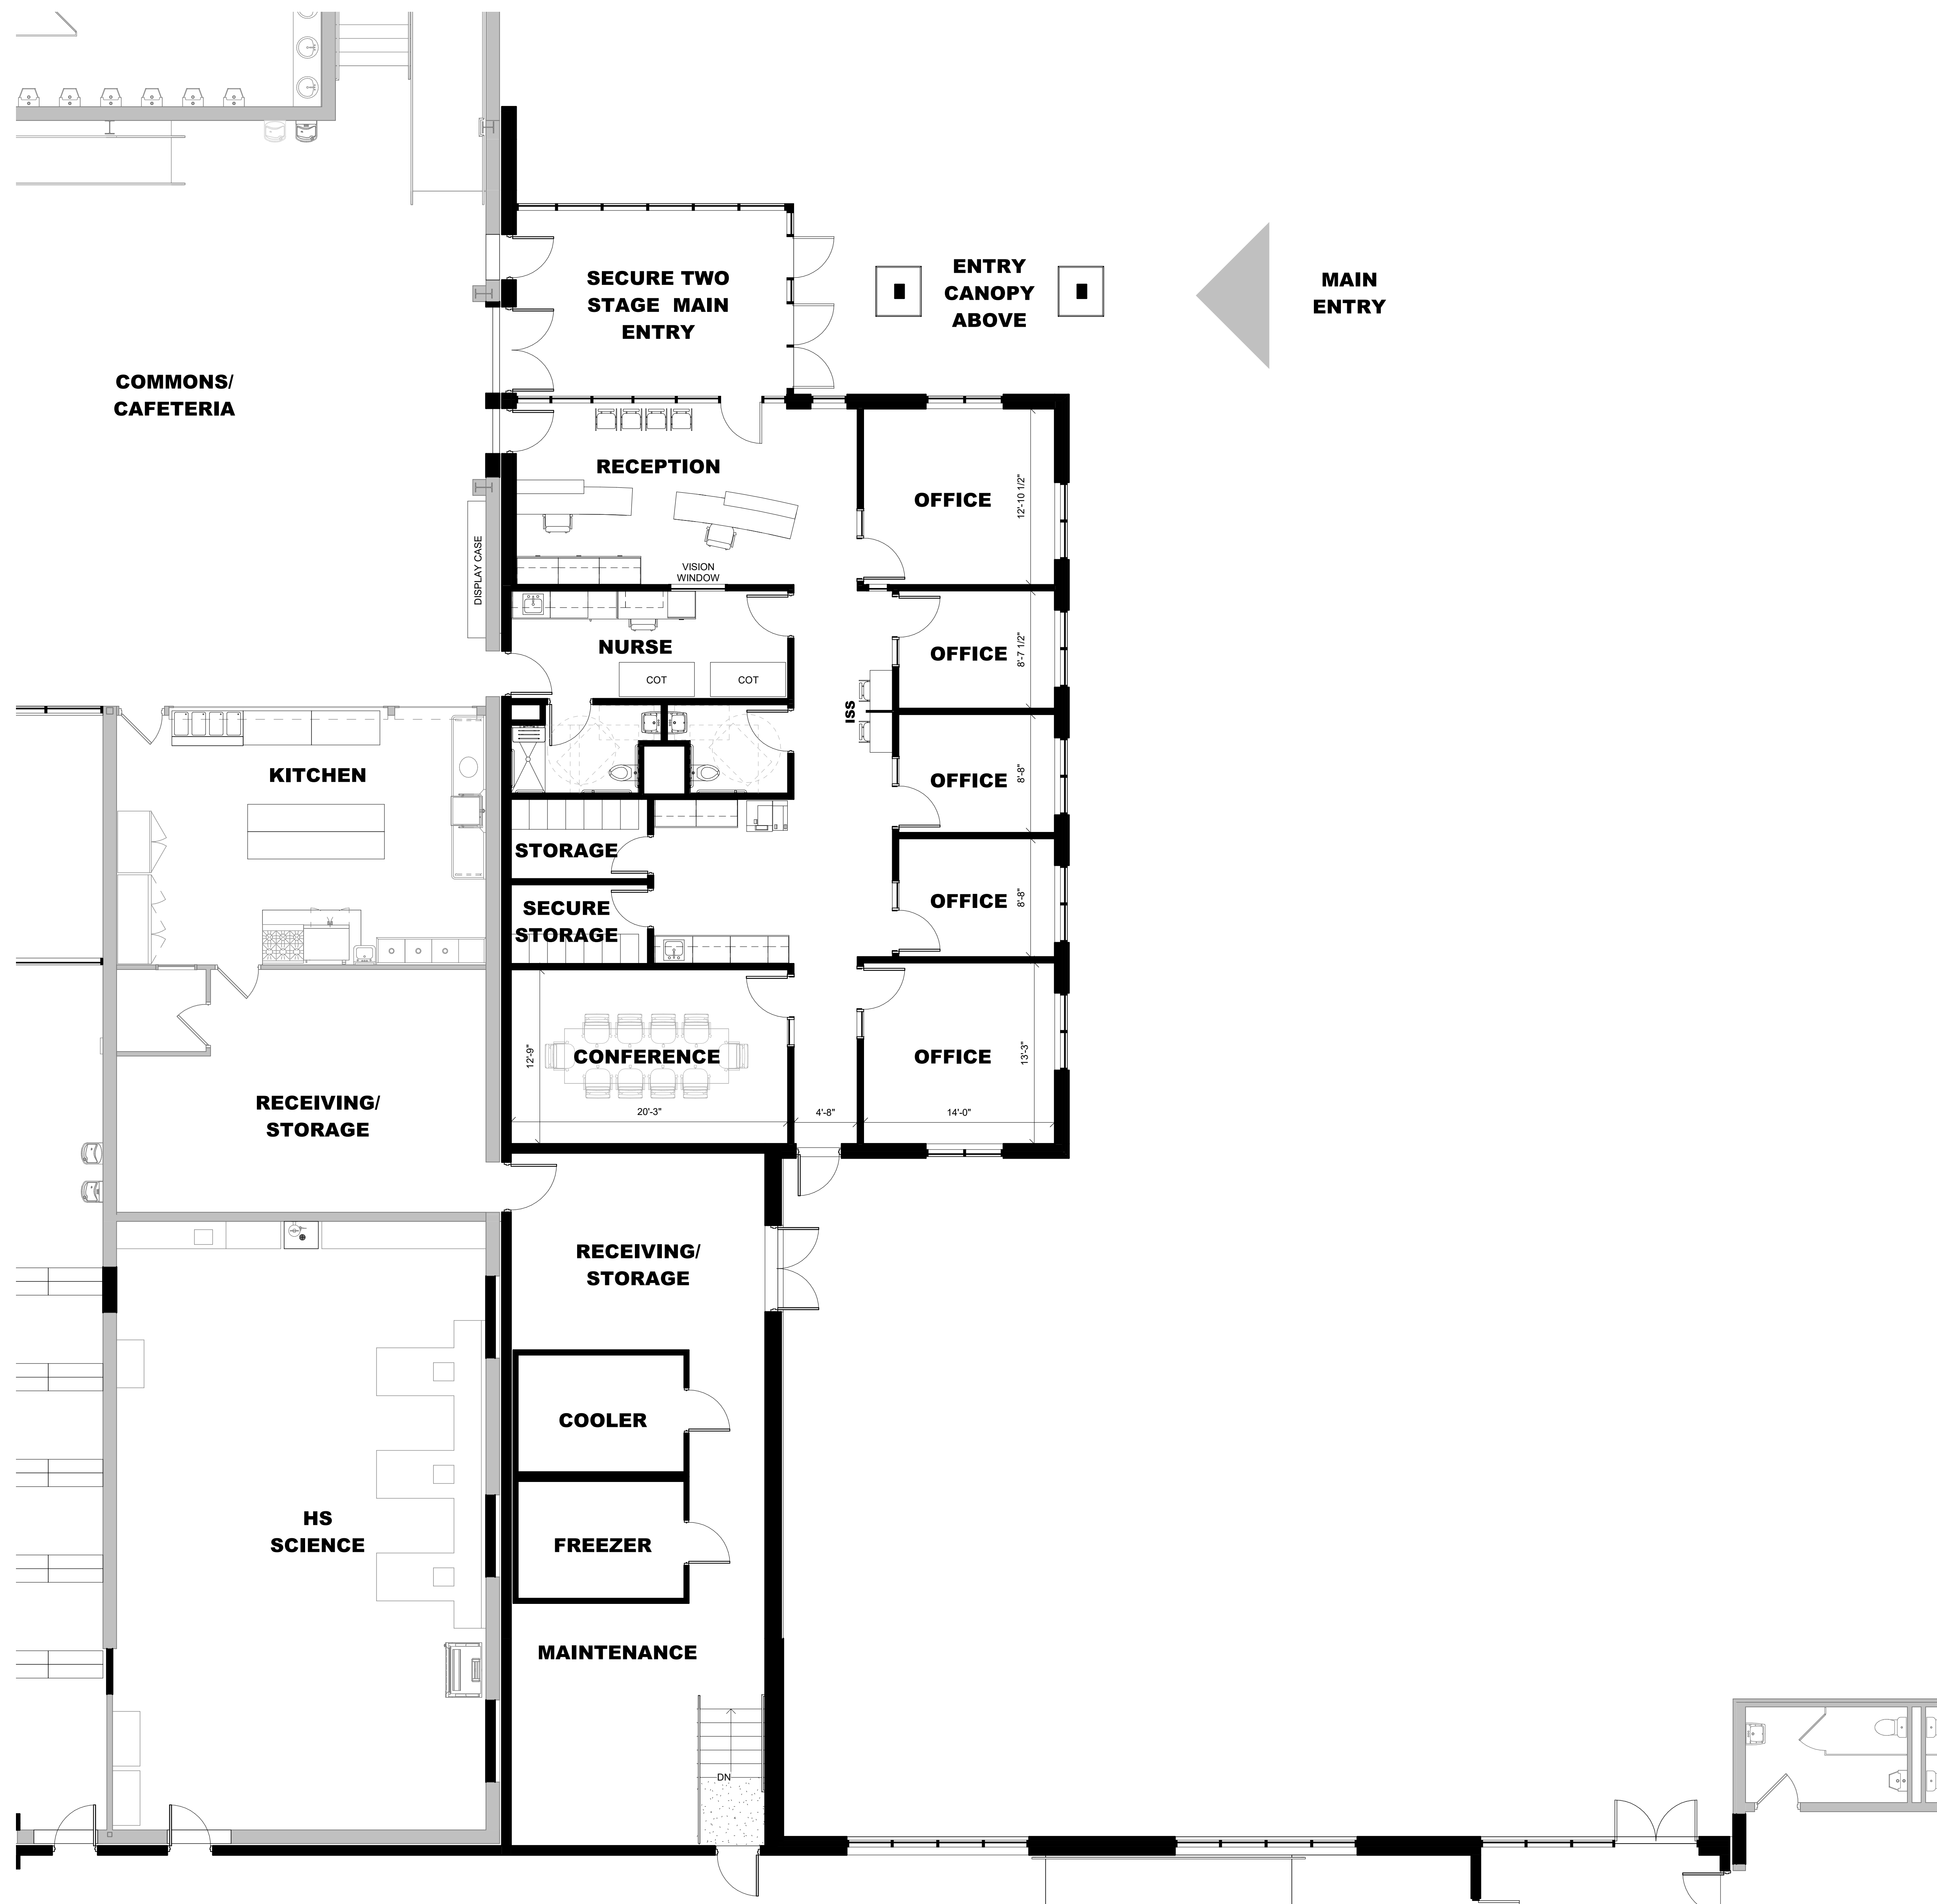 SECURE TWO
STAGE MAIN
ENTRY
ENTRY
CANOPY
ABOVE
MAIN
ENTRY
COMMONS/
CAFETERIA
RECEPTION
OFFICE
12'-10 1/2"
DISPLAY CASE
VISION
WINDOW
NURSE
COT
COT
OFFICE
8'-7 1/2"
ISS
KITCHEN
OFFICE
8'-8"
STORAGE
SECURE
STORAGE
OFFICE
8'-8"
CONFERENCE
12'-9"
20'-3"
4'-8"
OFFICE
13'-3"
14'-0"
RECEIVING/
STORAGE
RECEIVING/
STORAGE
COOLER
HS
SCIENCE
FREEZER
MAINTENANCE
DN